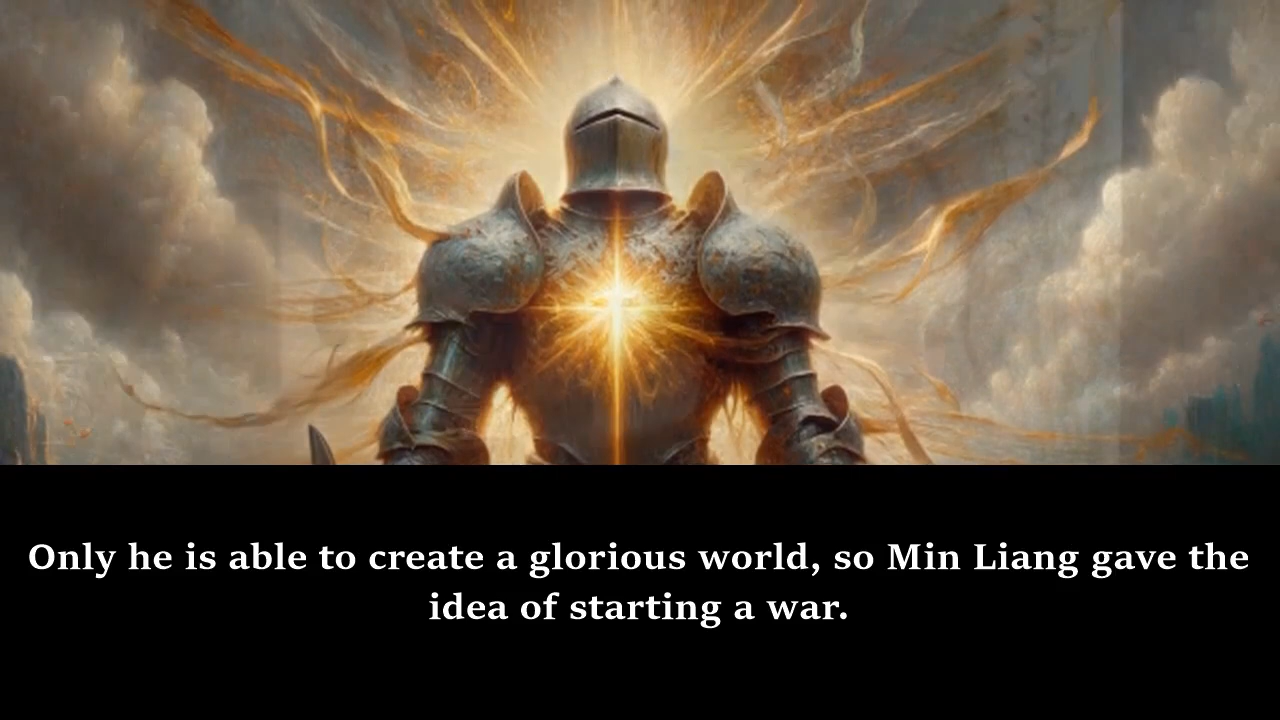 Only he is able to create a glorious world, so Min Liang gave the
idea of starting a war.